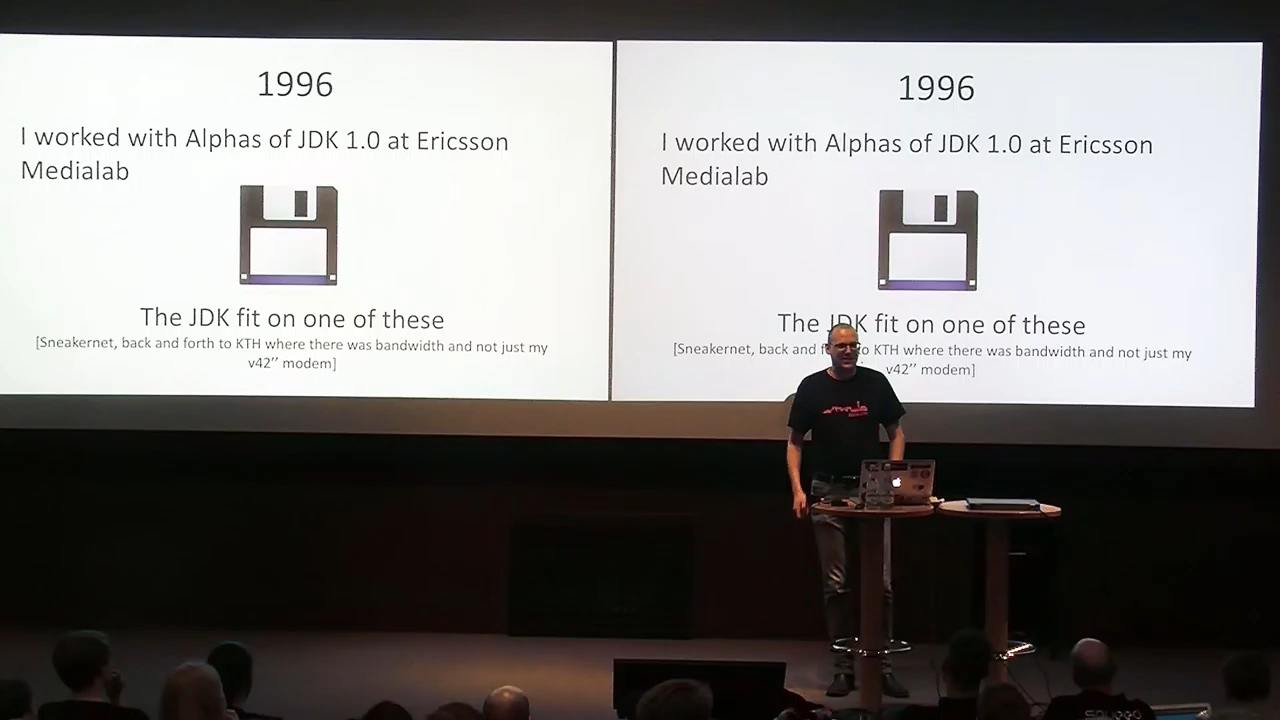 1996
I worked with Alphas of JDK 1.0 at Ericsson
Medialab
The JDK fit on one of these
[Sneakernet, back and forth to KTH where there was bandwidth and not just my
v42’’ modem]
1996
I worked with Alphas of JDK 1.0 at Ericsson
Medialab
The JDK fit on one of these
[Sneakernet, back and to KTH where there was bandwidth and not just my
v42’’ modem]